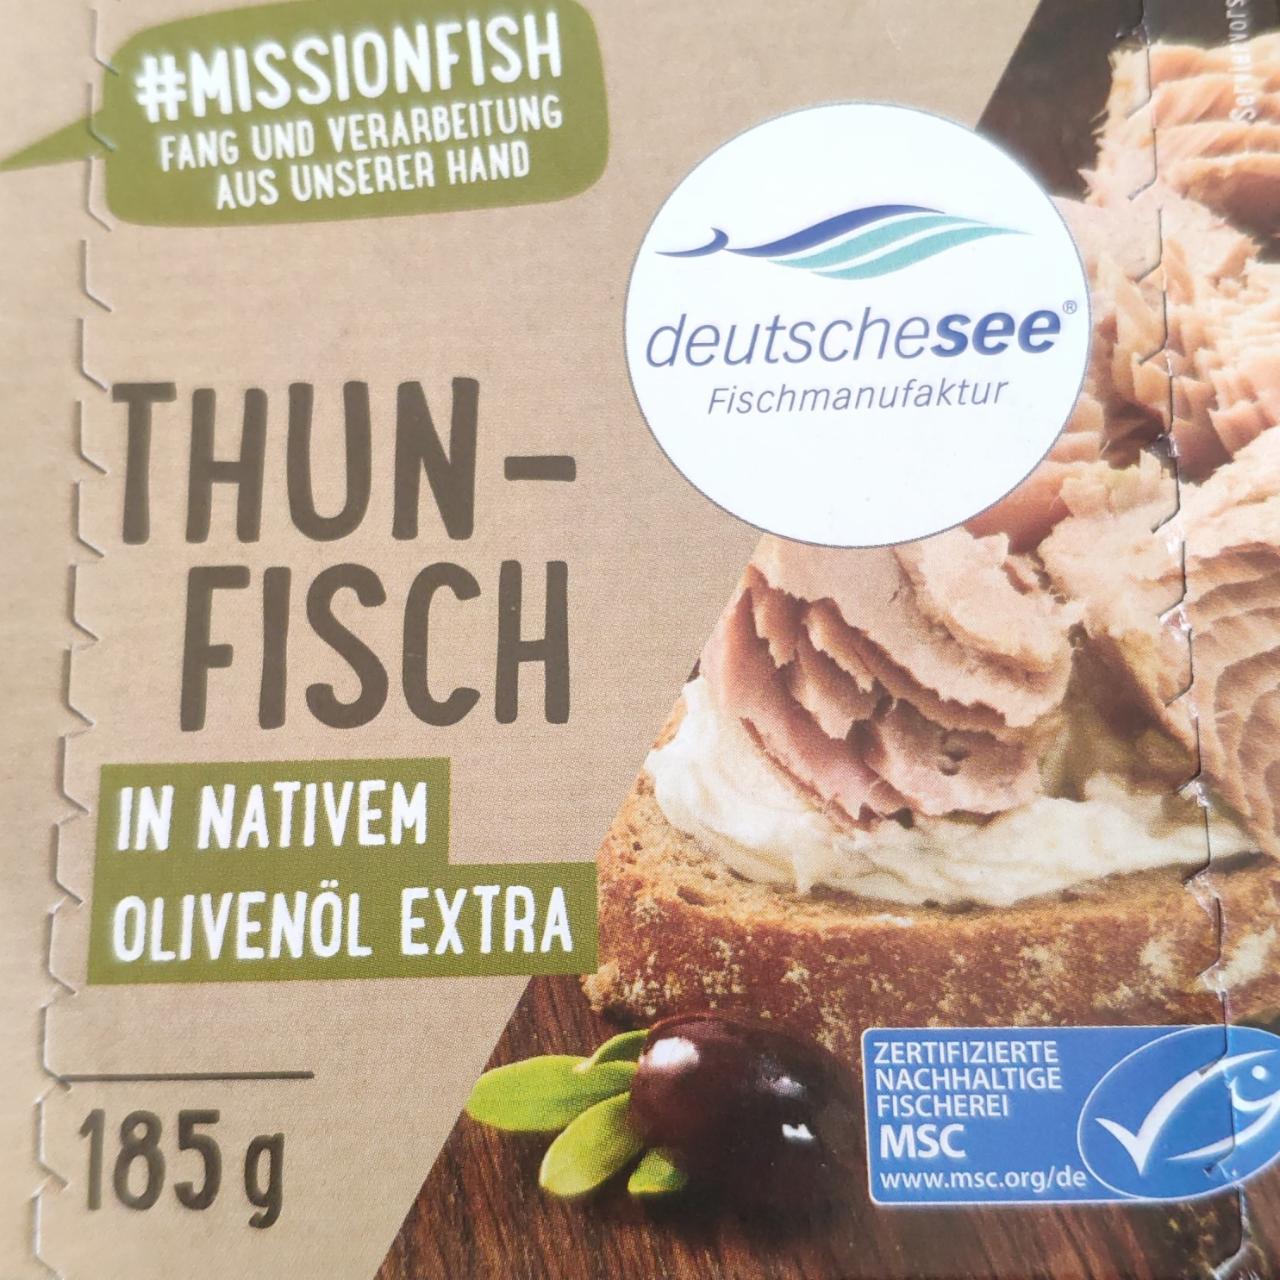 #MISSIONFISH
FANG UND VERARBEITUNG
AUS UNSERER HAND
deutschesee®
Fischmanufaktur
THUN-
FISCH
IN NATIVEM
OLIVENÖL EXTRA
185 g
ZERTIFIZIERTE
NACHHALTIGE
FISCHEREI
MSC
www.msc.org/de